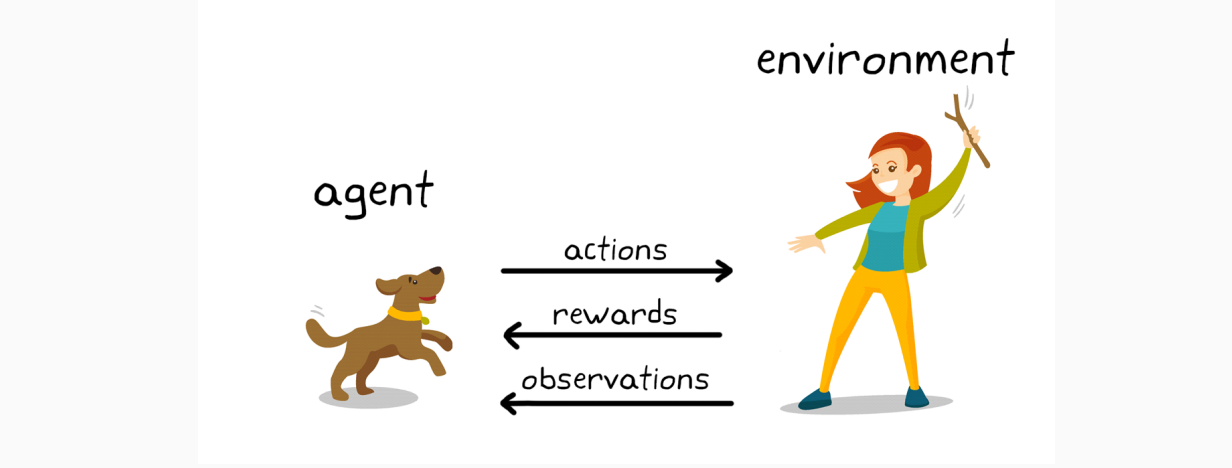 environment
agent
actions
rewards
observations